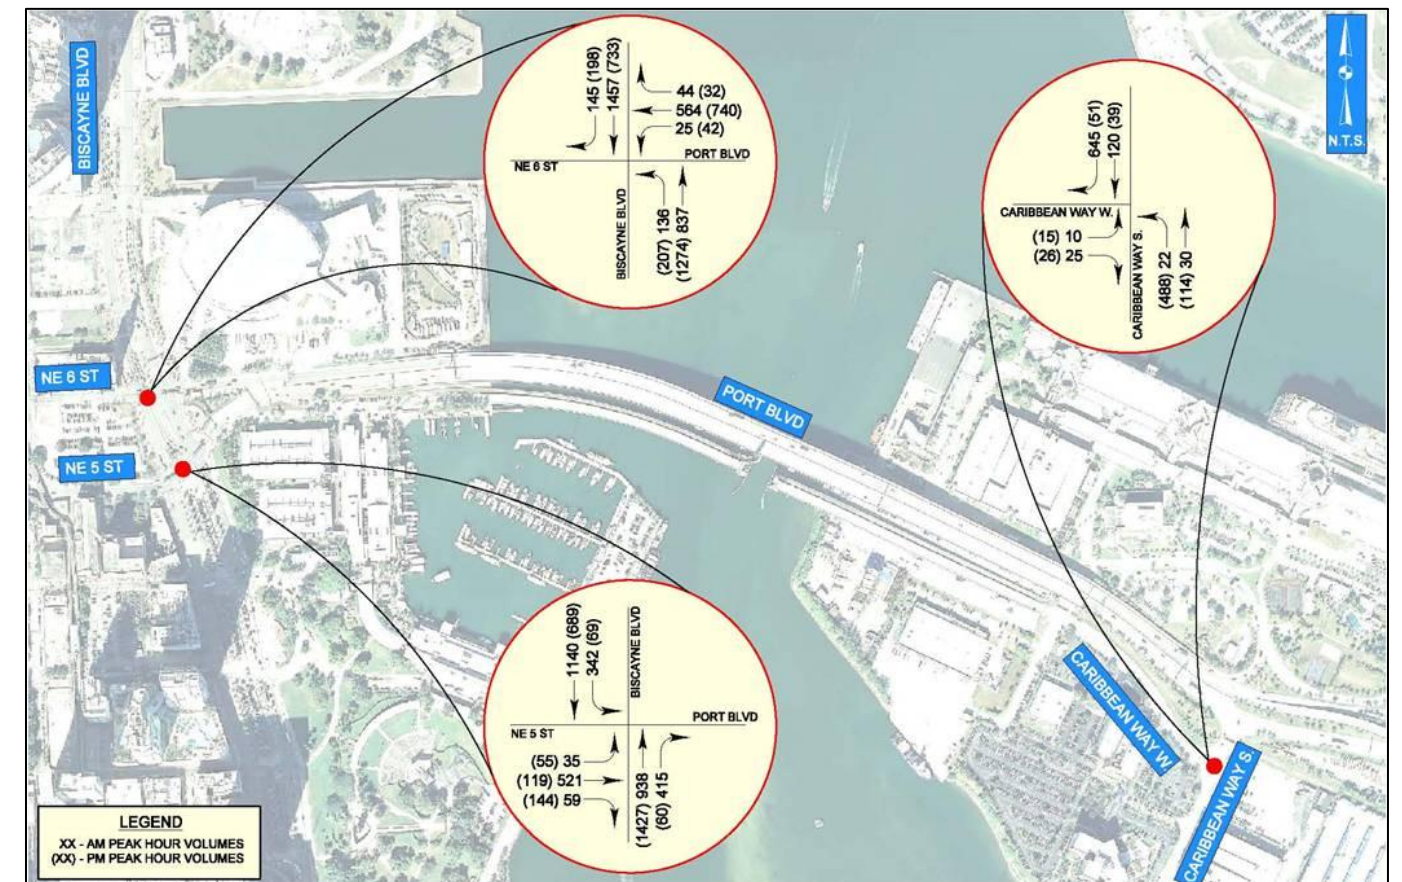 BISCAYNE BLVD
145 (198)
1457 (733)
44 (32)
564 (740)
25 (42)
NE 6 ST
PORT BLVD
BISCAYNE BLVD
(207) 136
(1274) 837
645 (51)
120 (39)
CARIBBEAN WAY W.
(15) 10
(26) 25
CARIBBEAN WAY S.
(488) 22
(114) 30
N.T.S.
NE 6 ST
PORT BLVD
NE 5 ST
1140 (689)
342 (69)
BISCAYNE BLVD
NE 5 ST
PORT BLVD
(55) 35
(119) 521
(144) 59
(1427) 938
(60) 415
CARIBBEAN WAY W.
CARIBBEAN WAY S.
LEGEND
XX - AM PEAK HOUR VOLUMES
(XX) - PM PEAK HOUR VOLUMES